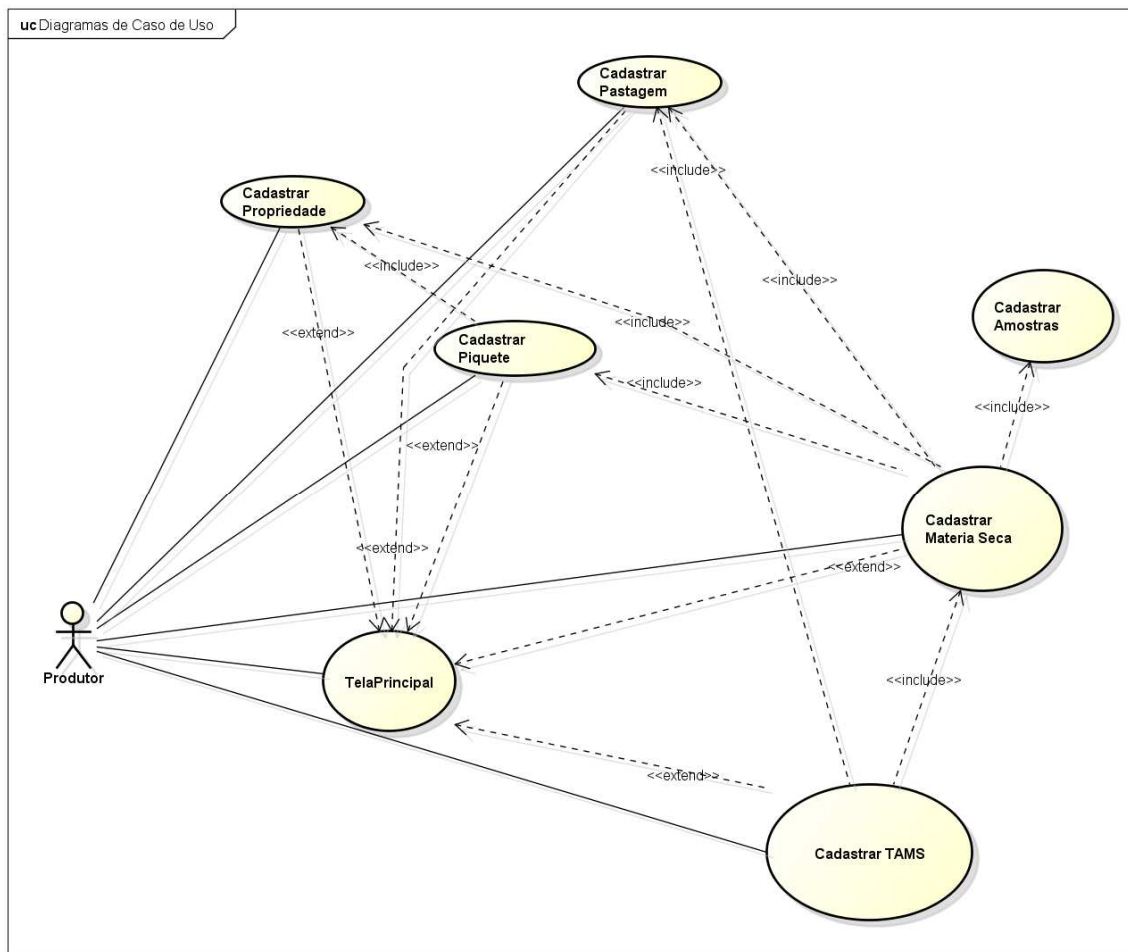 uc Diagramas de Caso de Uso
Cadastrar
Pastagem
<<include>>
Cadastrar
Propriedade
<<include>>
<<include>>
<<extend>>
<<include>>
Cadastrar
Piquete
Cadastrar
Amostras
<<include>>
<<include>>
<<extend>>
Cadastrar
Materia Seca
<<extend>>
<<extend>>
Produtor
TelaPrincipal
<<include>>
<<extend>>
Cadastrar TAMS